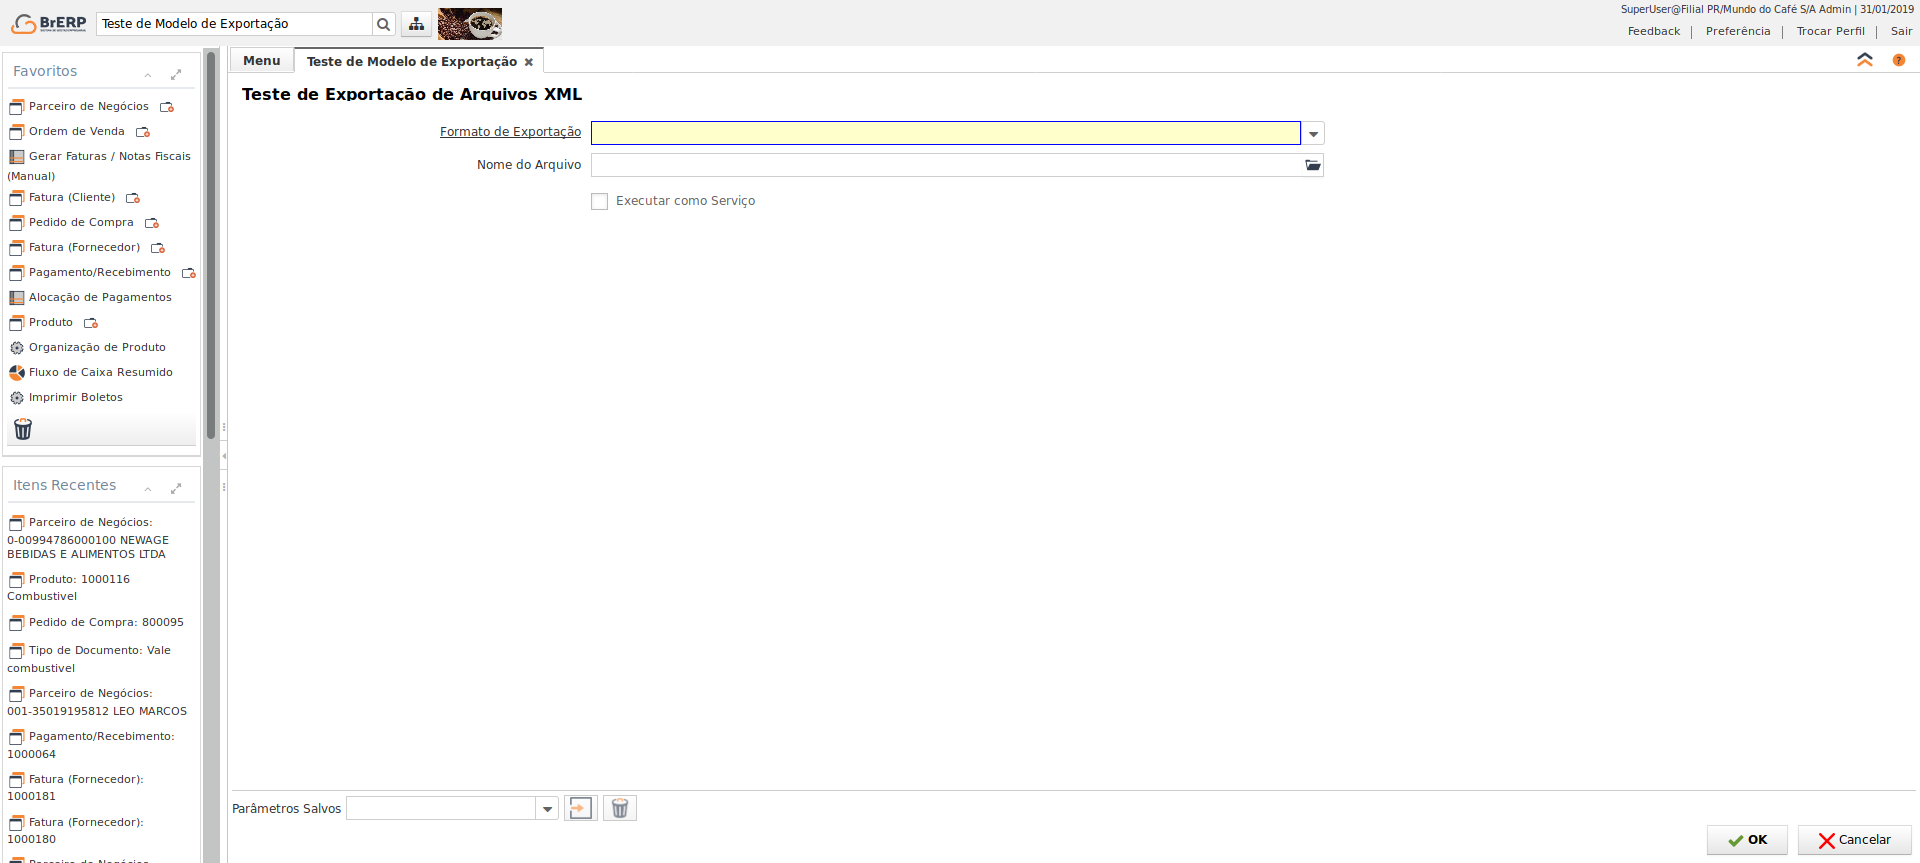 BrERP
Teste de Modelo de Exportação
SuperUser@Filial PR/Mundo do Café S/A Admin | 31/01/2019
Feedback | Preferência | Trocar Perfil | Sair
Favoritos
Parceiro de Negócios
Ordem de Venda
Gerar Faturas / Notas Fiscais
(Manual)
Fatura (Cliente)
Pedido de Compra
Fatura (Fornecedor)
Pagamento/Recebimento
Alocação de Pagamentos
Produto
Organização de Produto
Fluxo de Caixa Resumido
Imprimir Boletos
Itens Recentes
Parceiro de Negócios:
0-00994786000100 NEWAGE
BEBIDAS E ALIMENTOS LTDA
Produto: 1000116
Combustivel
Pedido de Compra: 800095
Tipo de Documento: Vale
combustivel
Parceiro de Negócios:
001-35019195812 LEO MARCOS
Pagamento/Recebimento:
1000064
Fatura (Fornecedor):
1000181
Fatura (Fornecedor):
1000180
Parceiro de Negócios
Menu
Teste de Modelo de Exportação
Teste de Exportação de Arquivos XML
Formato de Exportação
Nome do Arquivo
Executar como Serviço
Parâmetros Salvos
OK
Cancelar